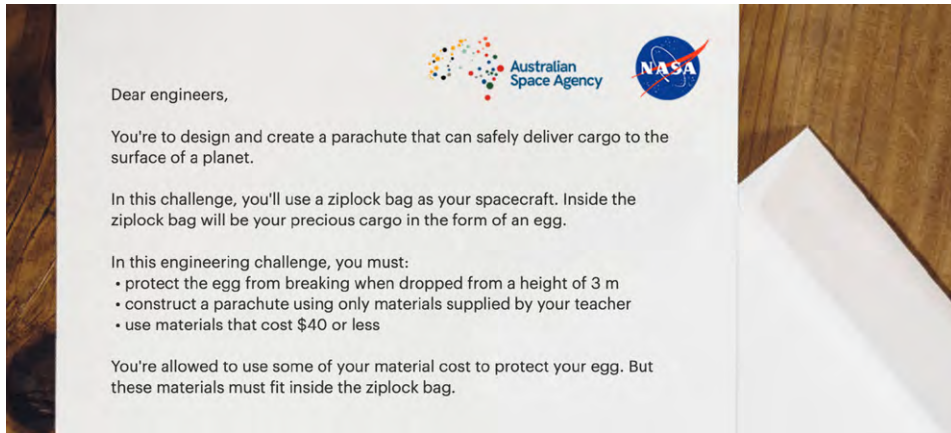 Australian
Space Agency
NASA
Dear engineers,
You're to design and create a parachute that can safely deliver cargo to the
surface of a planet.
In this challenge, you'll use a ziplock bag as your spacecraft. Inside the
ziplock bag will be your precious cargo in the form of an egg.
In this engineering challenge, you must:
• protect the egg from breaking when dropped from a height of 3 m
• construct a parachute using only materials supplied by your teacher
• use materials that cost $40 or less
You're allowed to use some of your material cost to protect your egg. But
these materials must fit inside the ziplock bag.